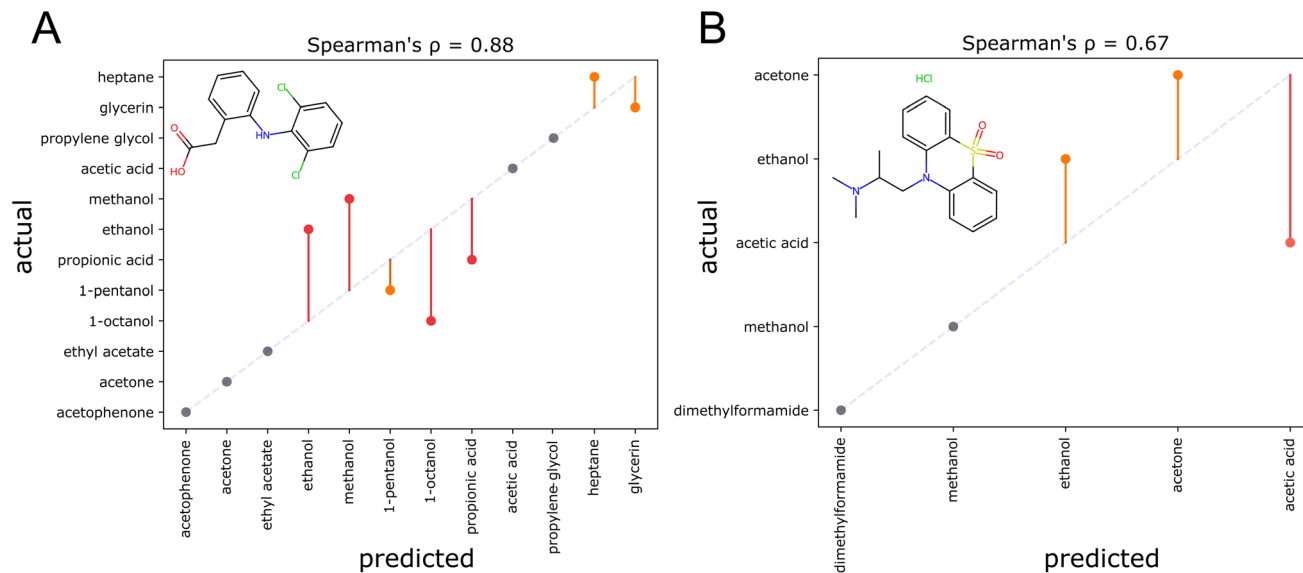 A
Spearman's ρ = 0.88
heptane
glycerin
propylene glycol
acetic acid
methanol
ethanol
propionic acid
1-pentanol
1-octanol
ethyl acetate
acetone
acetophenone
actual
Cl
HN
O
HO
Cl
acetophenone
acetone
ethyl acetate
ethanol
methanol
1-pentanol
1-octanol
propionic acid
acetic acid
propylene-glycol
heptane
glycerin
predicted
B
Spearman's ρ = 0.67
acetone
ethanol
acetic acid
methanol
dimethylformamide
actual
HCl
O
S
O
N
N
dimethylformamide
methanol
ethanol
acetone
acetic acid
predicted